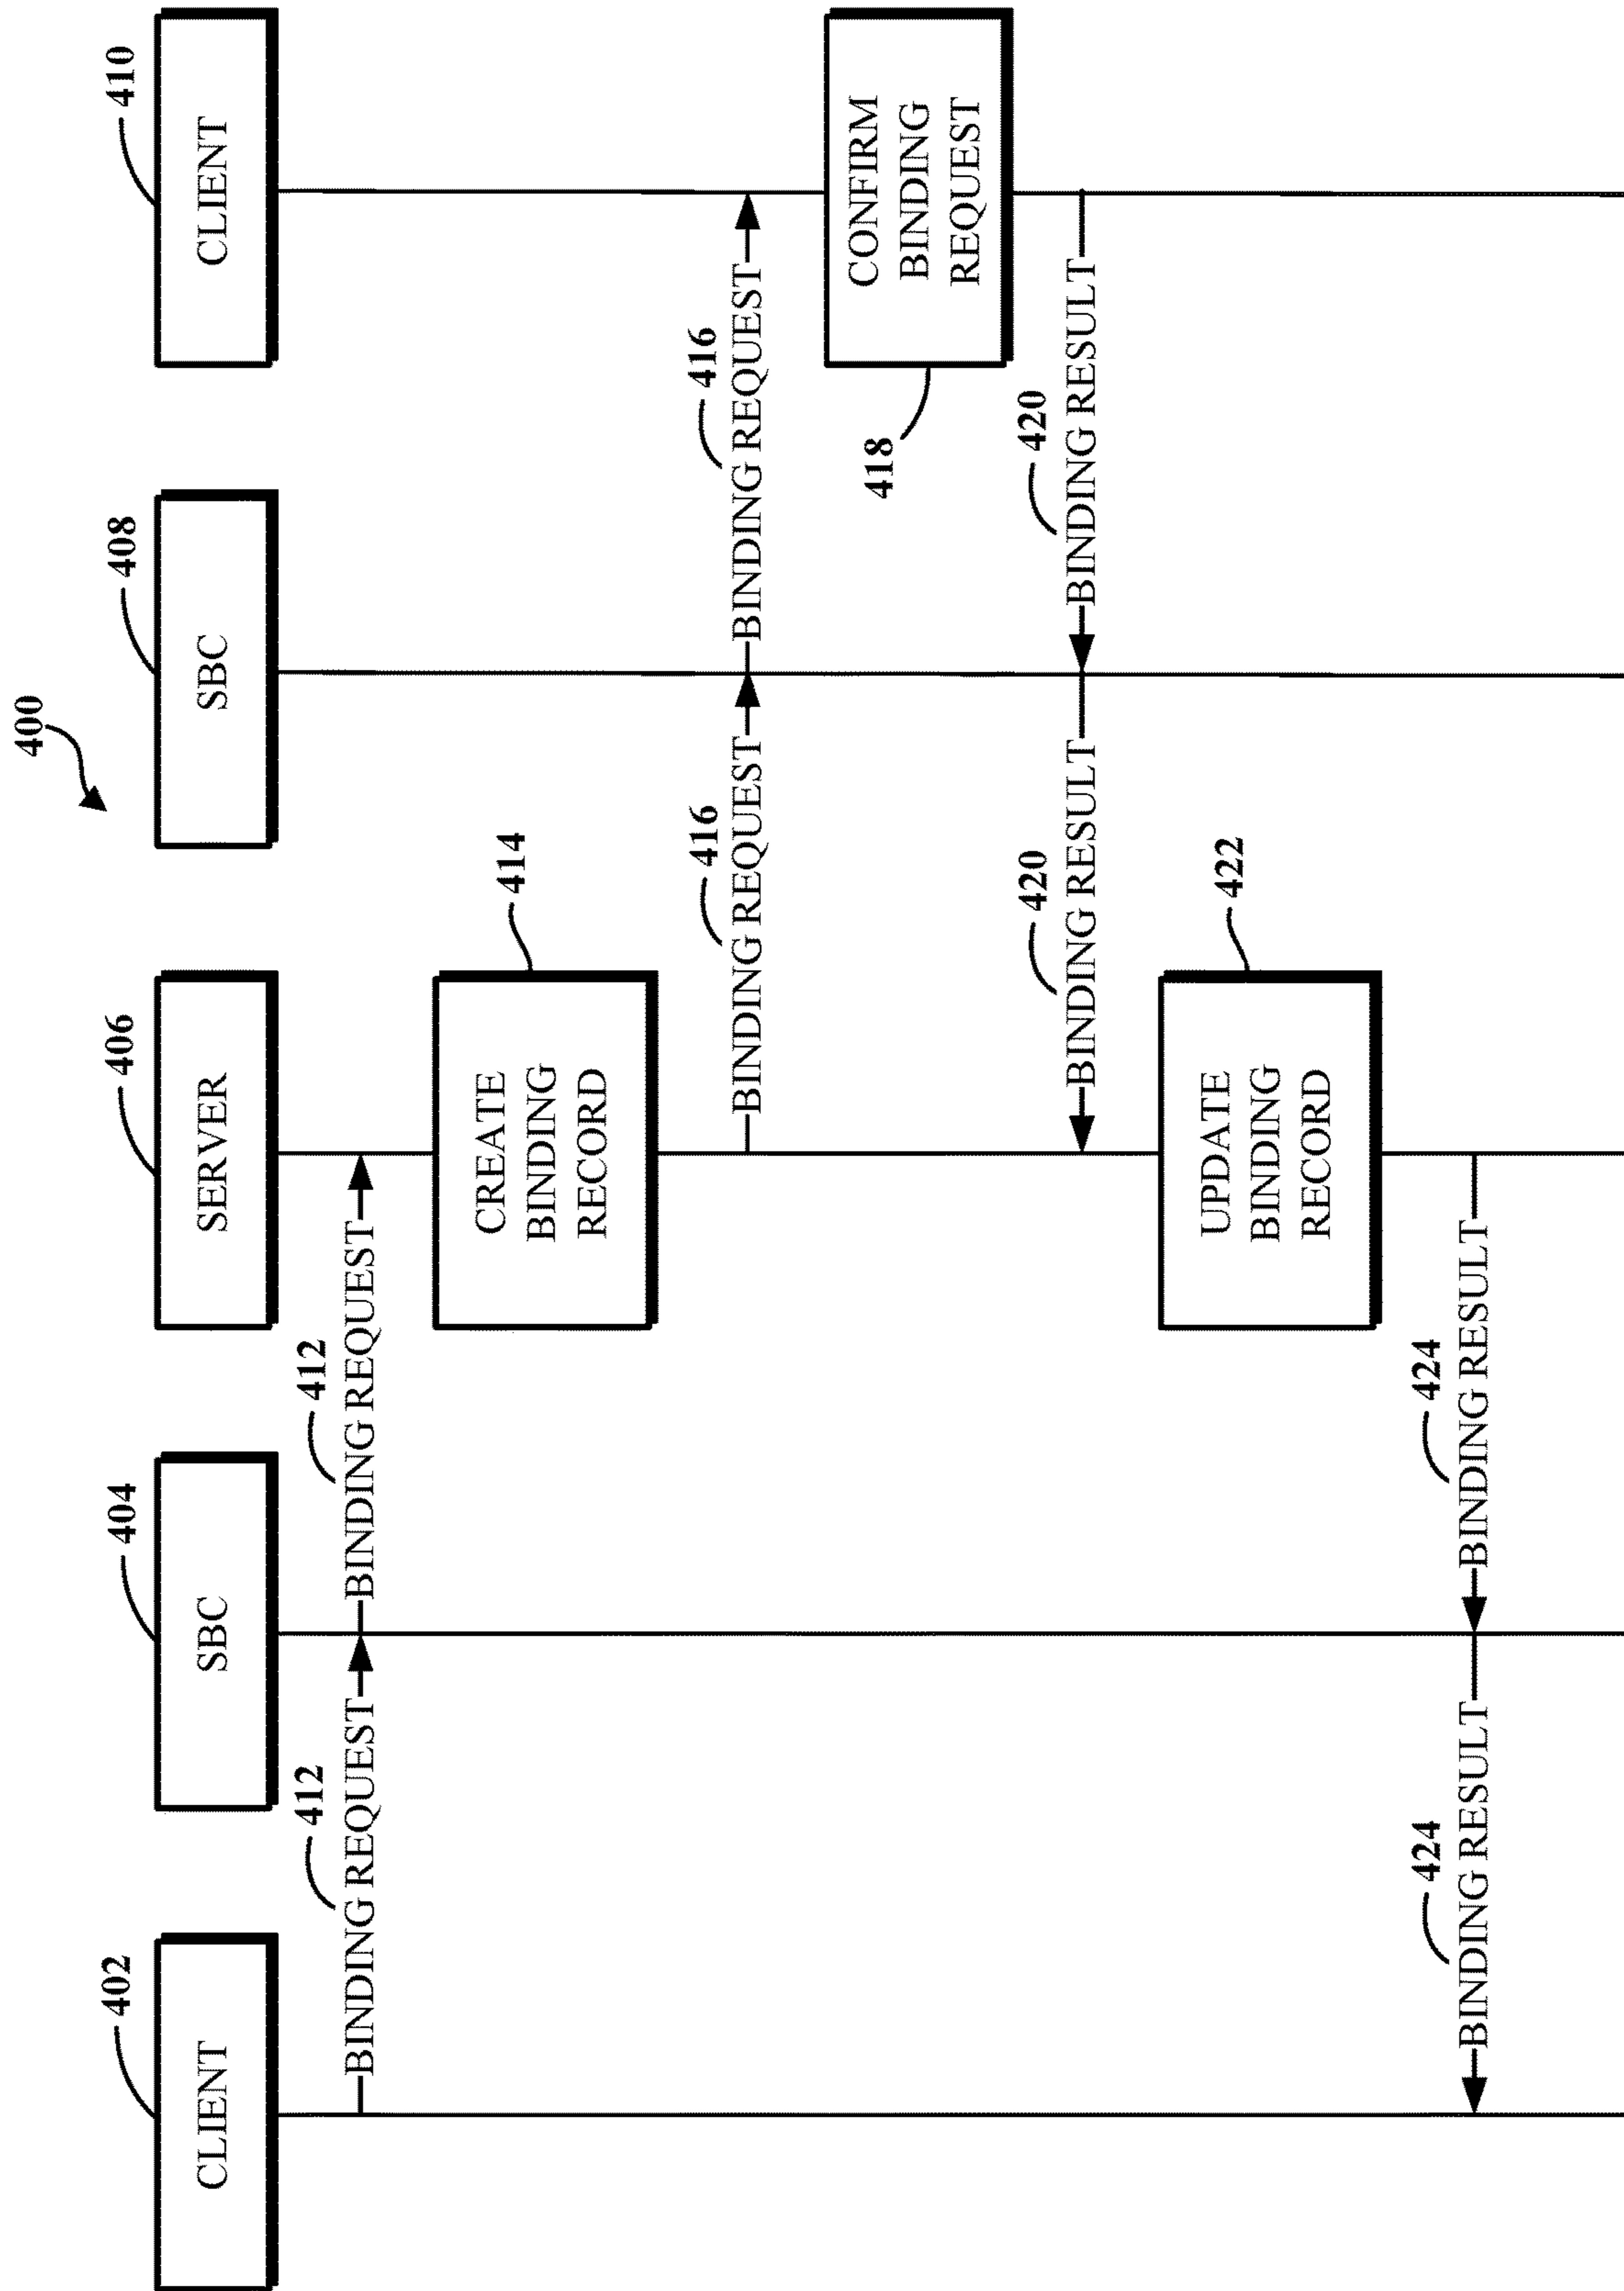 400
402
404
406
408
410
CLIENT
SBC
SERVER
SBC
CLIENT
412
412
BINDING REQUEST
BINDING REQUEST
414
CREATE
BINDING
RECORD
416
416
BINDING REQUEST
BINDING REQUEST
418
CONFIRM
BINDING
REQUEST
420
420
BINDING RESULT
BINDING RESULT
422
UPDATE
BINDING
RECORD
424
424
BINDING RESULT
BINDING RESULT